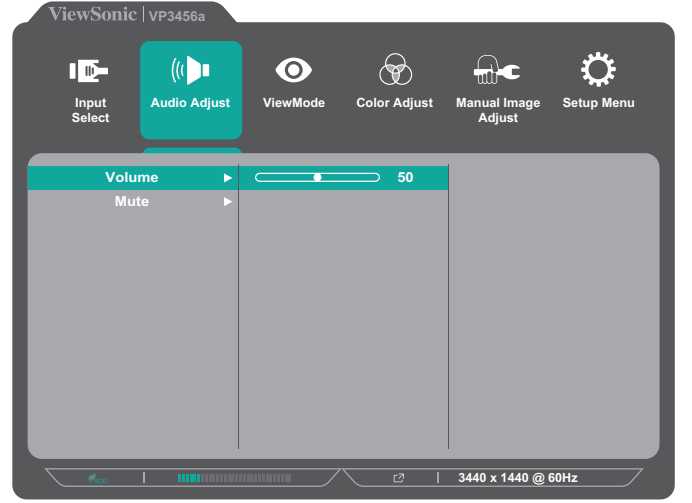 ViewSonic | VP3456a
Input
Select
Audio Adjust
ViewMode
Color Adjust
Manual Image
Adjust
Setup Menu
Volume
50
Mute
eco
3440 x 1440 @ 60Hz